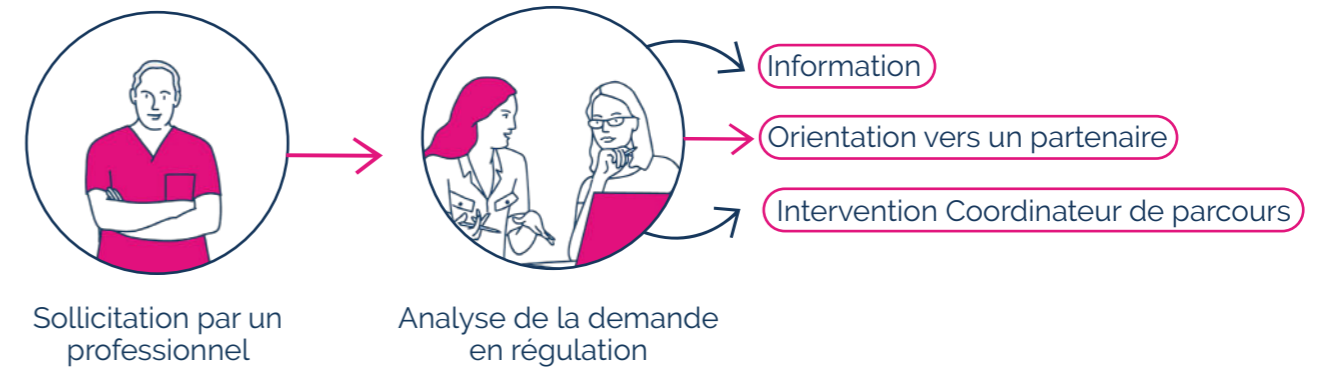 Information
Orientation vers un partenaire
Intervention Coordinateur de parcours
Sollicitation par un
professionnel
Analyse de la demande
en régulation